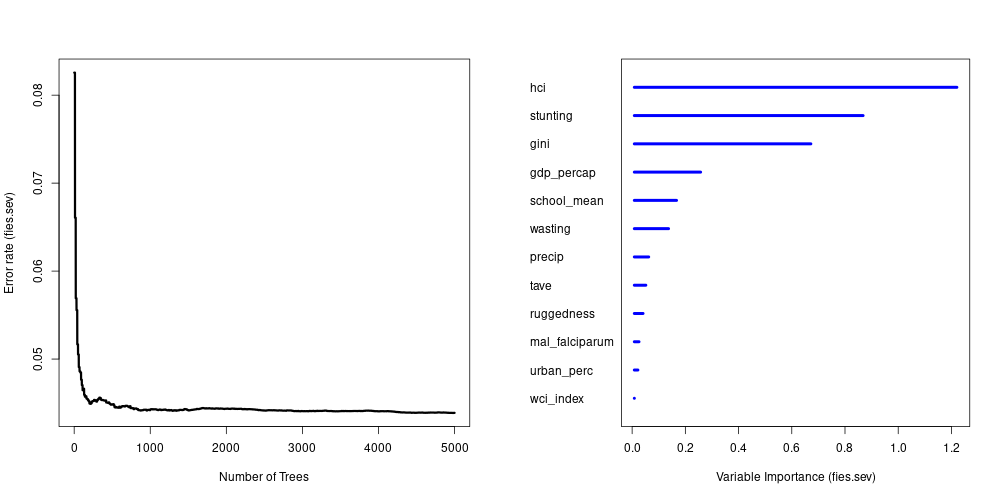 Error rate (fies.sev)
0.08
0.07
0.06
0.05
0 1000 2000 3000 4000 5000
Number of Trees
hci
stunting
gini
gdp_percap
school_mean
wasting
precip
tave
ruggedness
mal_falciparum
urban_perc
wci_index
0.0 0.2 0.4 0.6 0.8 1.0 1.2
Variable Importance (fies.sev)